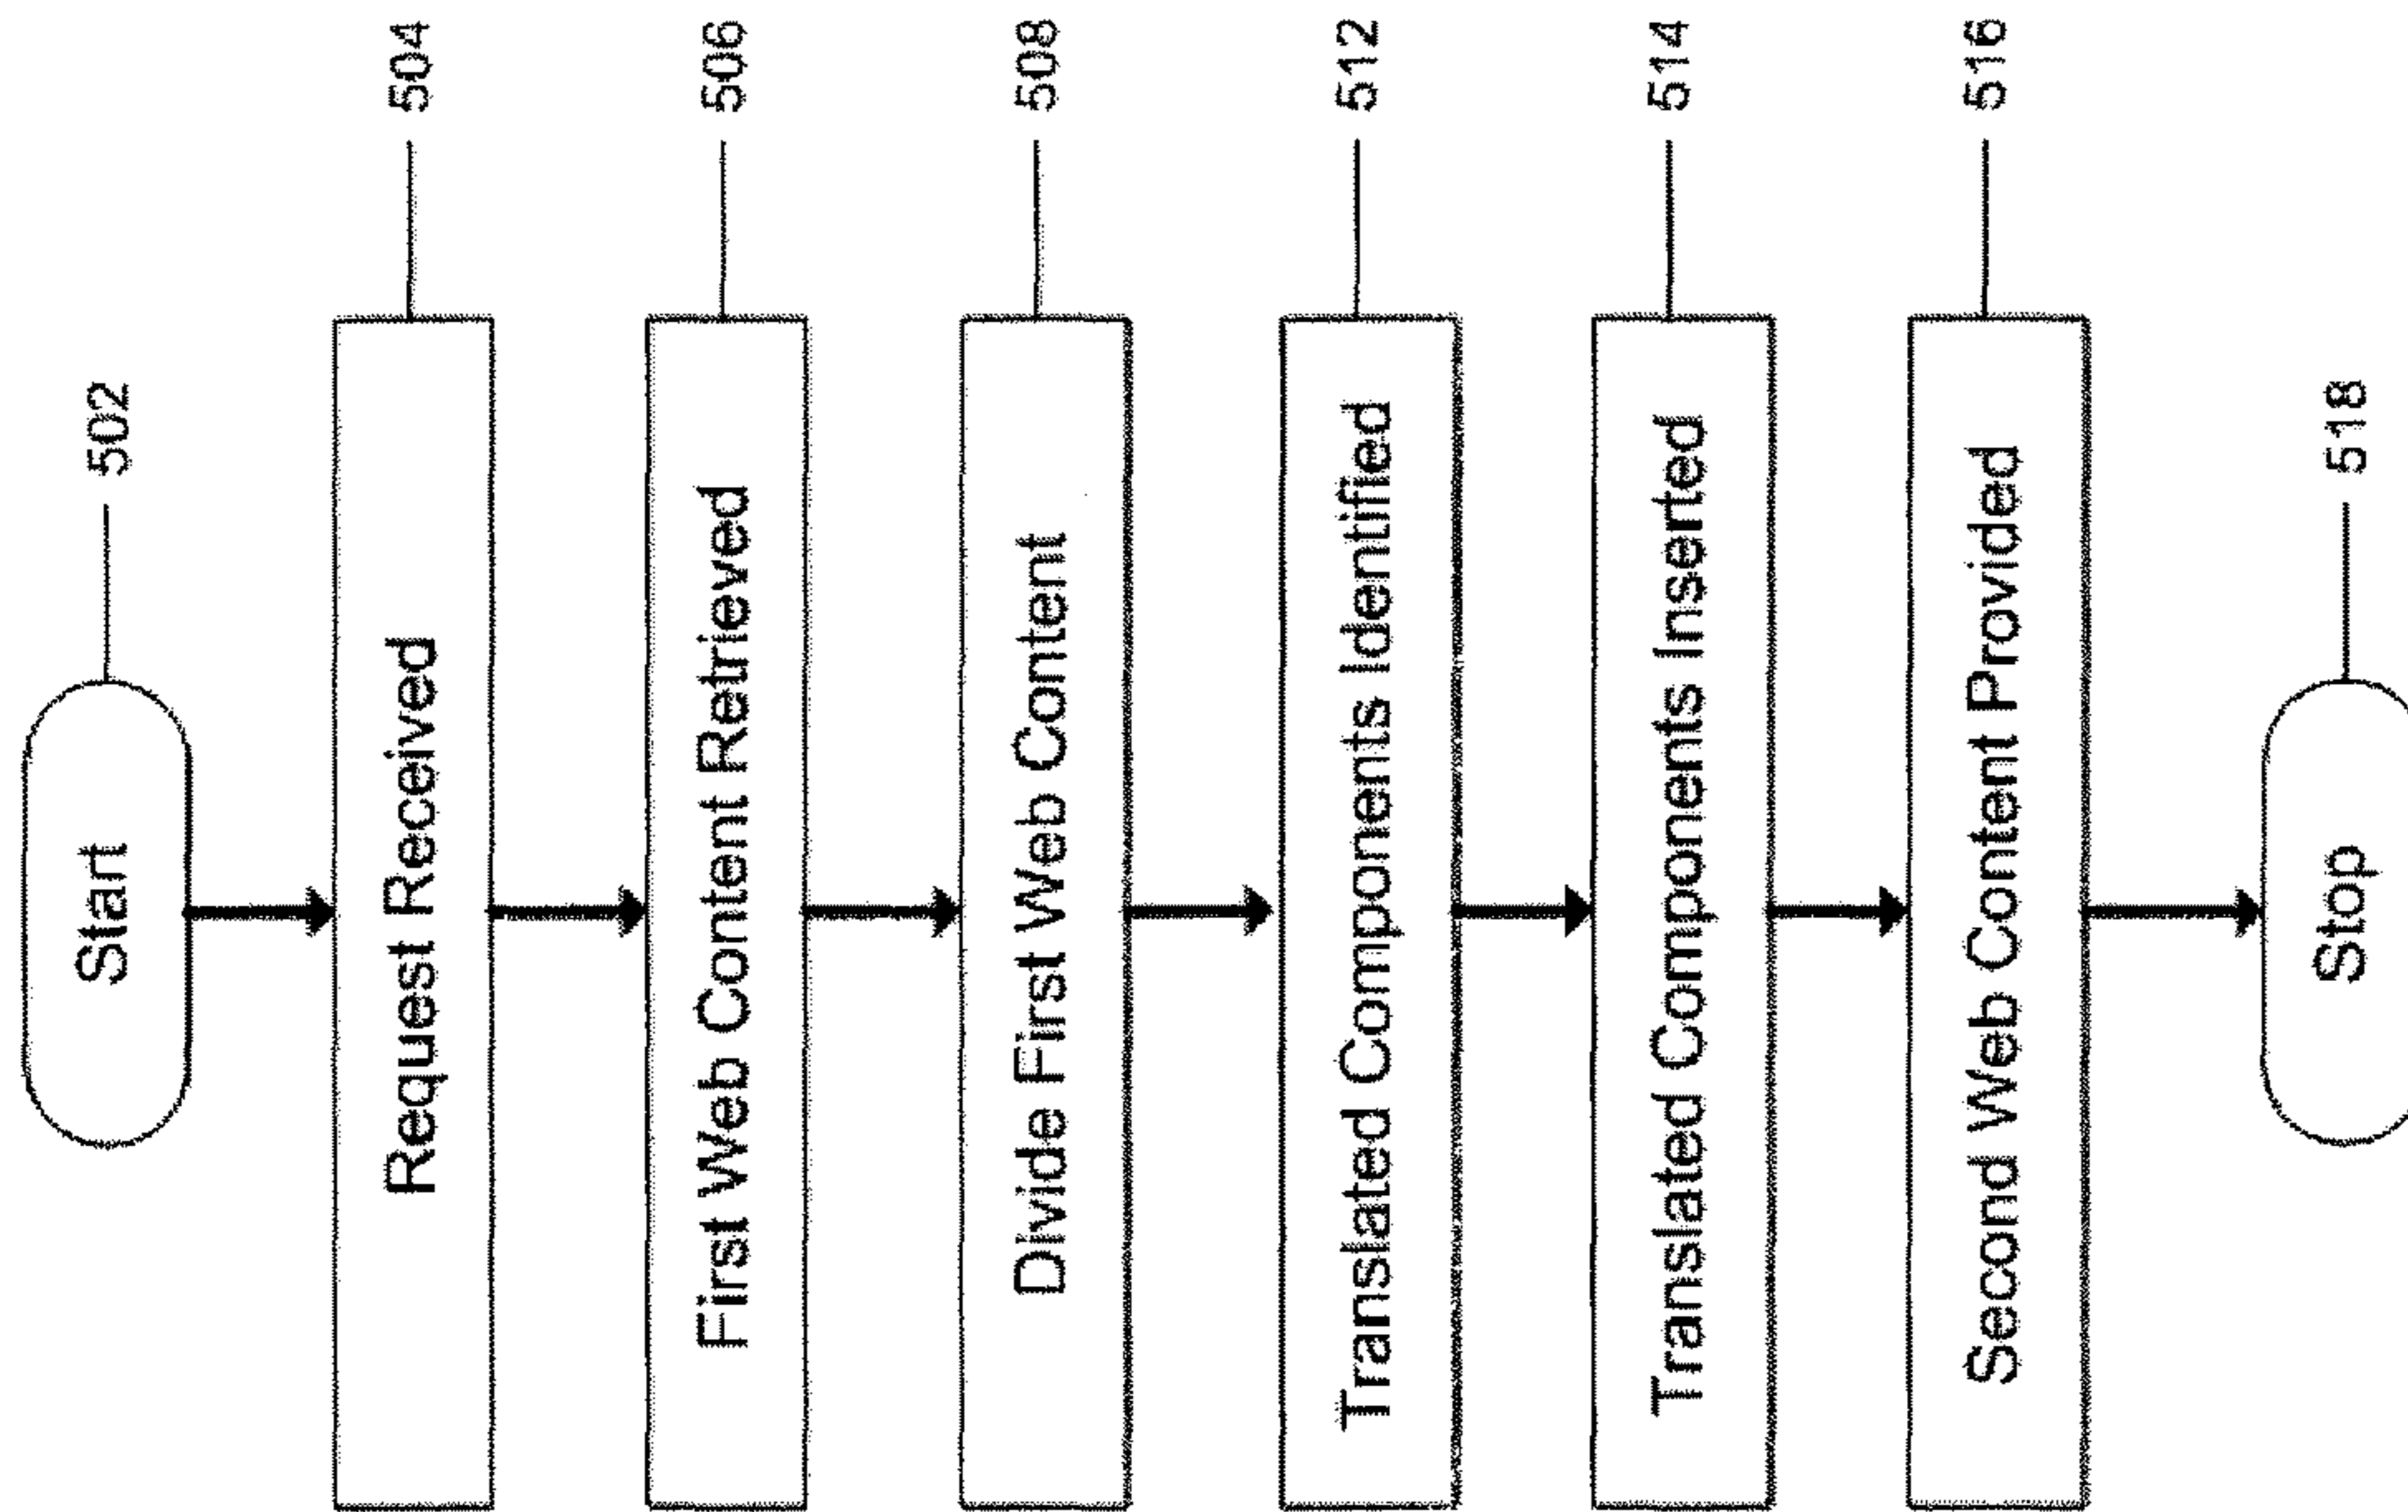 Start
502
Request Received
504
First Web Content Retrieved
506
Divide First Web Content
508
Translated Components Identified
512
Translated Components Inserted
514
Second Web Content Provided
516
Stop
518